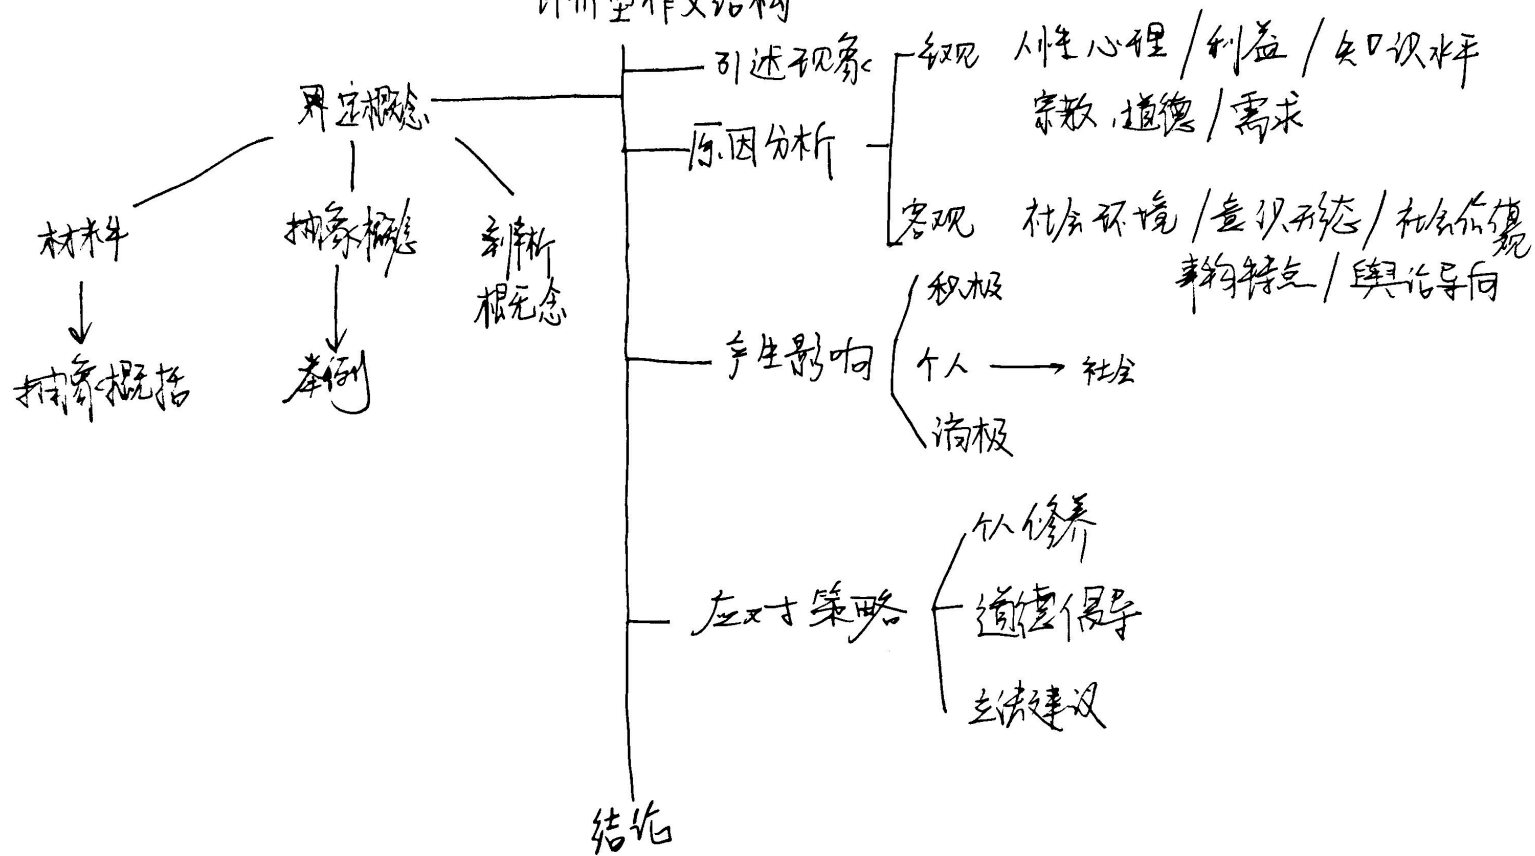 评价型作文结构
引述现象
界定概念
材料
抽象概括
抽象概念
举例
辨析
概念
原因分析
人性心理/利益/知识水平
宗教、道德/需求
客观 社会环境/意识形态/社会价值观
事物特点/舆论导向
产生影响
积极
个人 → 社会
消极
应对策略
个人修养
道德倡导
立法建议
结论